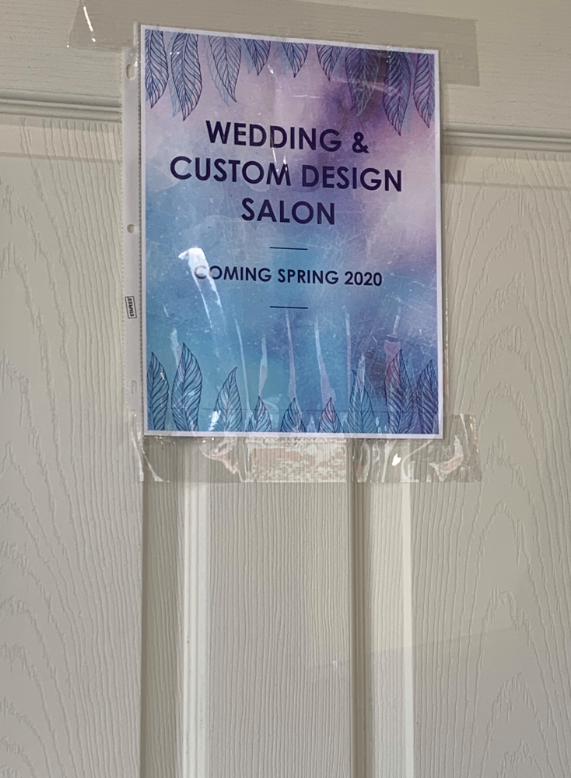 WEDDING &
CUSTOM DESIGN
SALON
COMING SPRING 2020